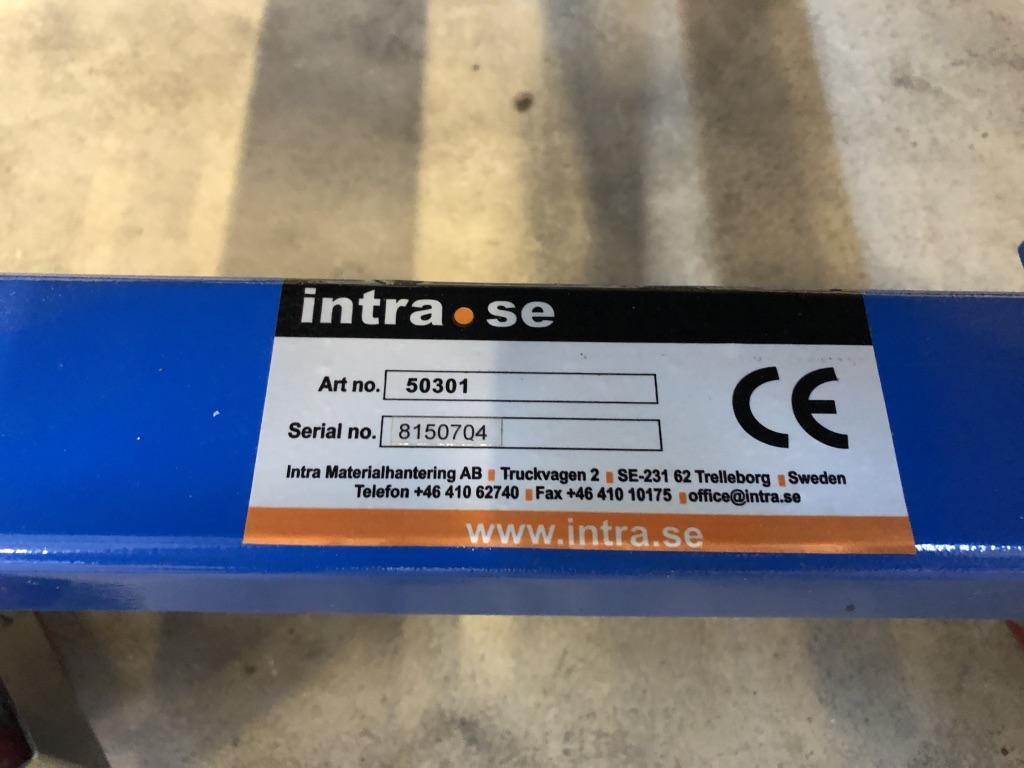 intra.se
Art no. 50301
Serial no. 8150704
Intra Materialhantering AB Truckvagen 2 SE-231 62 Trelleborg Sweden
Telefon +46 410 62740 Fax +46 410 10175 office@intra.se
www.intra.se
CE